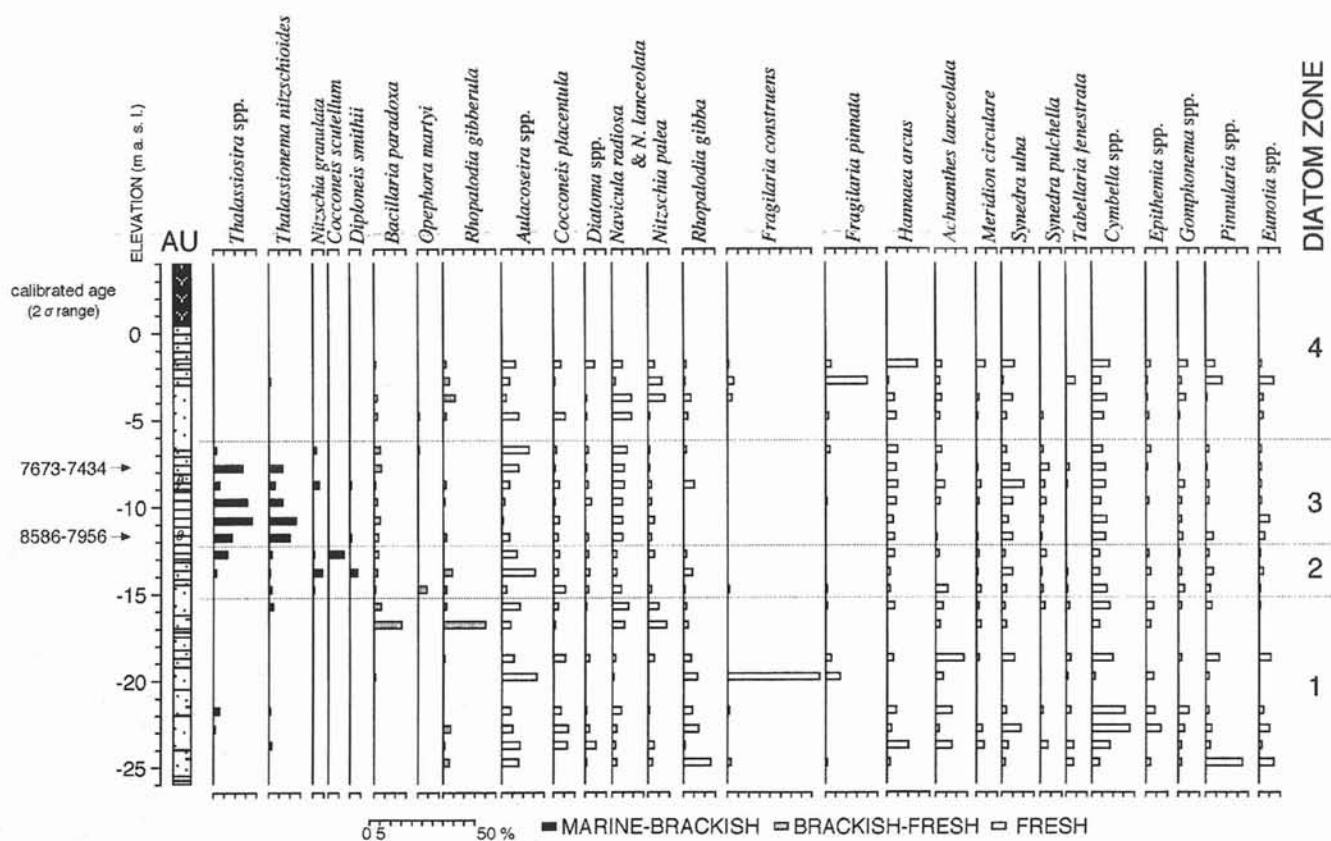 Thalassiosira spp.
Thalassionema nitzschioides
Nitzschia granulata
Cocconeis scutellum
Diploneis smithii
Bacillaria paradoxa
Opephora martyi
Rhopalodia gibberula
Aulacoseira spp.
Cocconeis placentula
Diatoma spp.
Navicula radiosa
& N. lanceolata
Nitzschia palea
Rhopalodia gibba
Fragilaria construens
Fragilaria pinnata
Hannaea arcus
Achnanthes lanceolata
Meridion circulare
Synedra ulna
Synedra pulchella
Tabellaria fenestrata
Cymbella spp.
Epithemia spp.
Gomphonema spp.
Pinnularia spp.
Eunotia spp.
DIATOM ZONE
ELEVATION (m a. s. l.)
AU
calibrated age
(2 σ range)
0
-5
-10
-15
-20
-25
7673-7434
8586-7956
4
3
2
1
0 5 50 %
MARINE-BRACKISH BRACKISH-FRESH FRESH